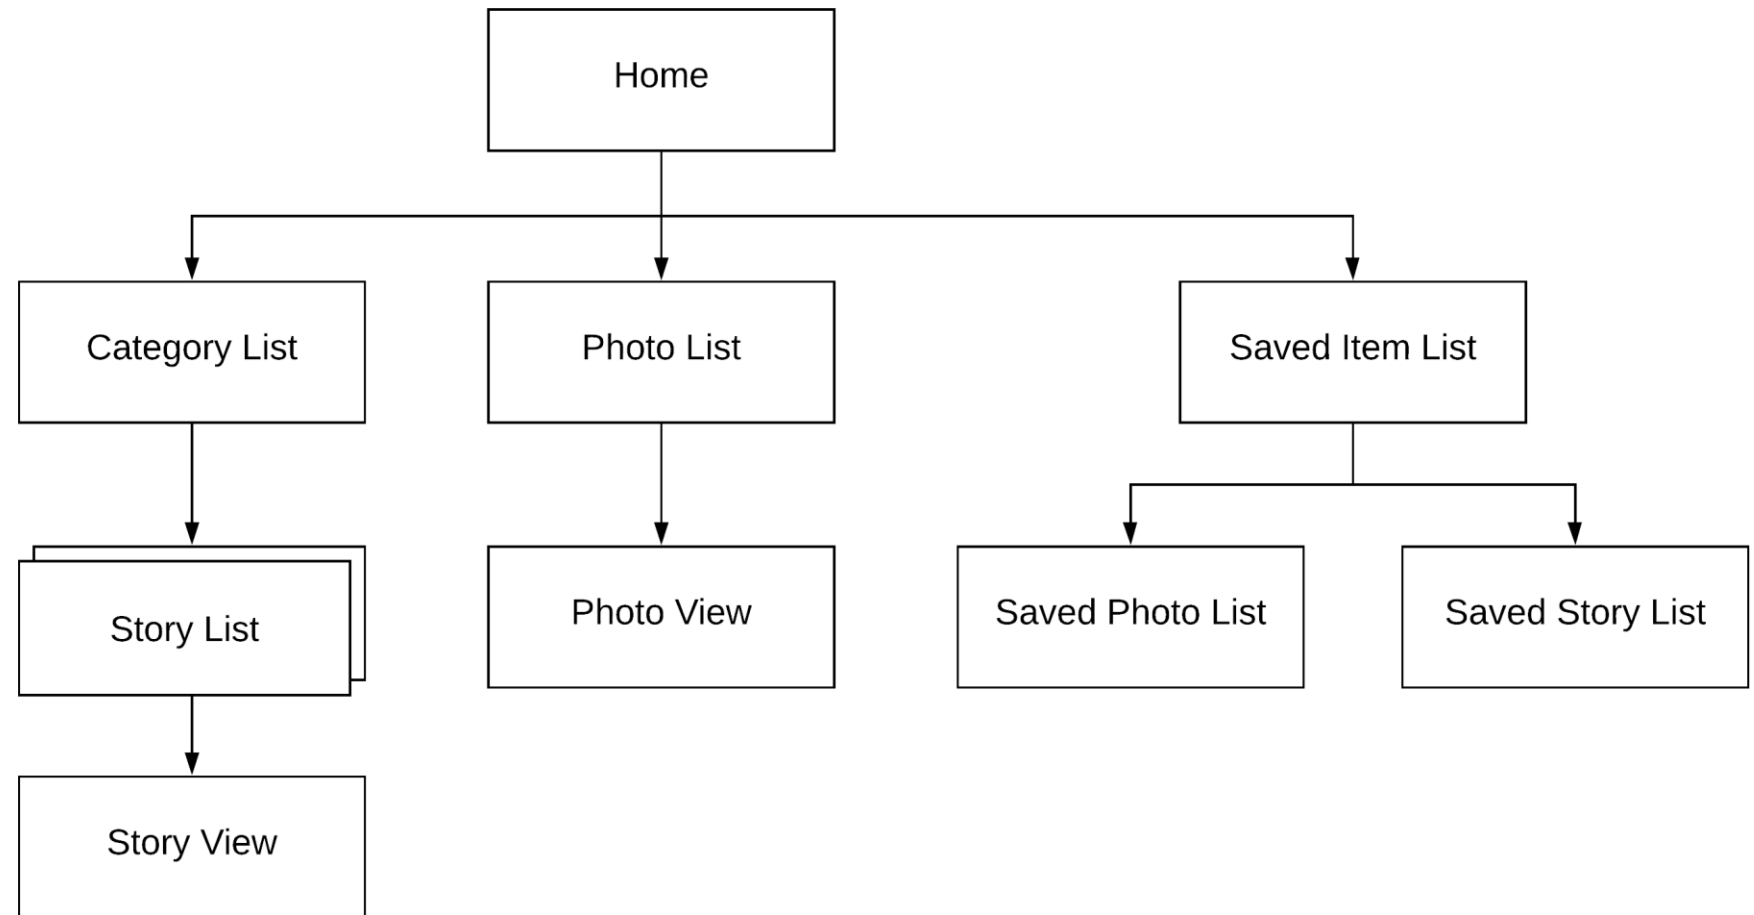 Home
Category List
Photo List
Saved Item List
Story List
Photo View
Saved Photo List
Saved Story List
Story View